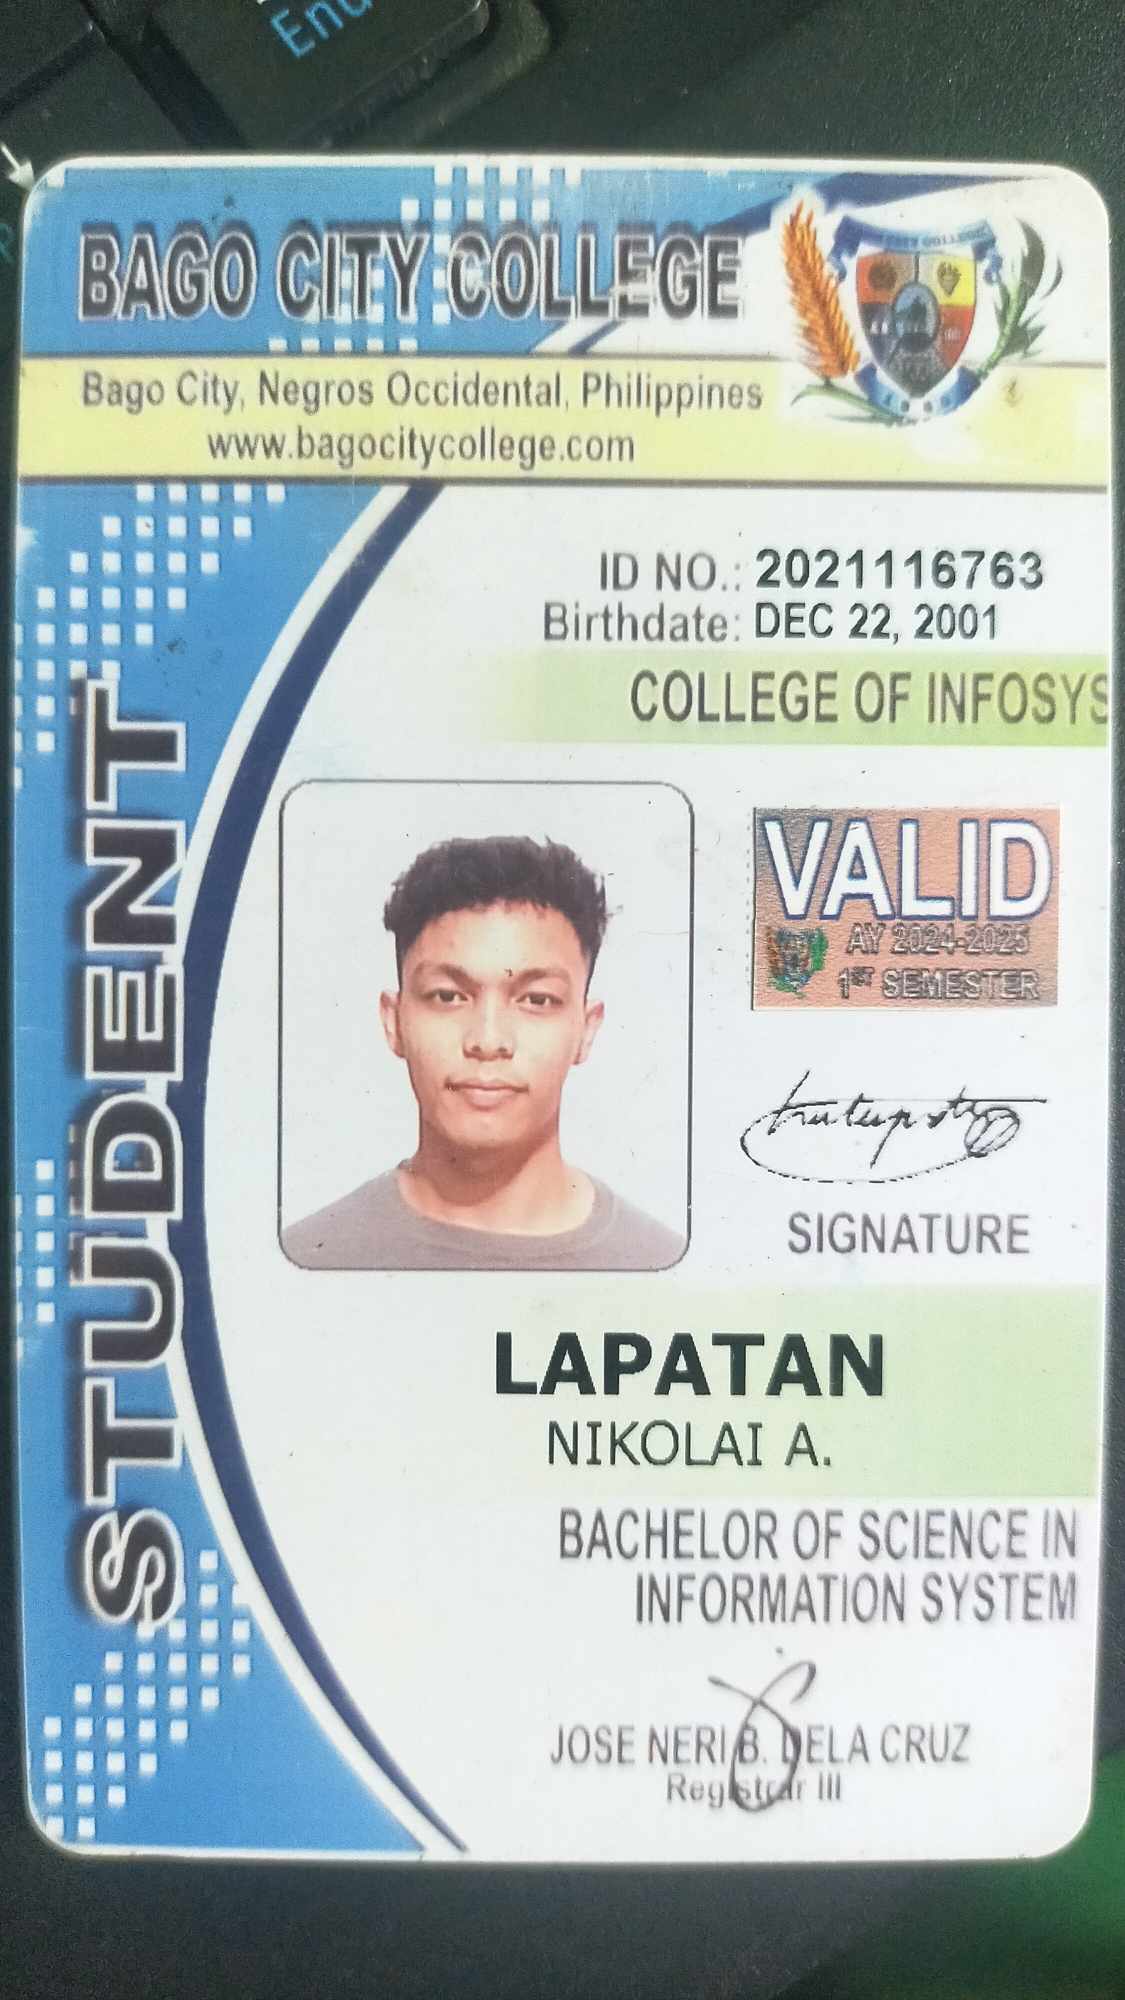 End
BAGO CITY COLLEGE
Bago City, Negros Occidental, Philippines
www.bagocitycollege.com
ID NO.: 2021116763
Birthdate: DEC 22, 2001
COLLEGE OF INFOSYS
STUDENT
VALID
AY 2024-2025
1ST SEMESTER
SIGNATURE
LAPATAN
NIKOLAI A.
BACHELOR OF SCIENCE IN
INFORMATION SYSTEM
JOSE NERI B. DELA CRUZ
Registrar III